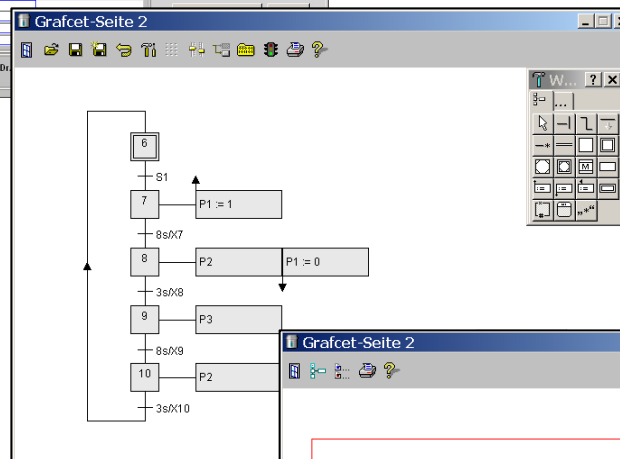 Grafcet-Seite 2
Dr.
W... ?
...
6
S1
7 P1 := 1
8s/X7
8 P2 P1 := 0
3s/X8
9 P3
8s/X9
10 P2
3s/X10
M
:= := :=
„*“
Grafcet-Seite 2